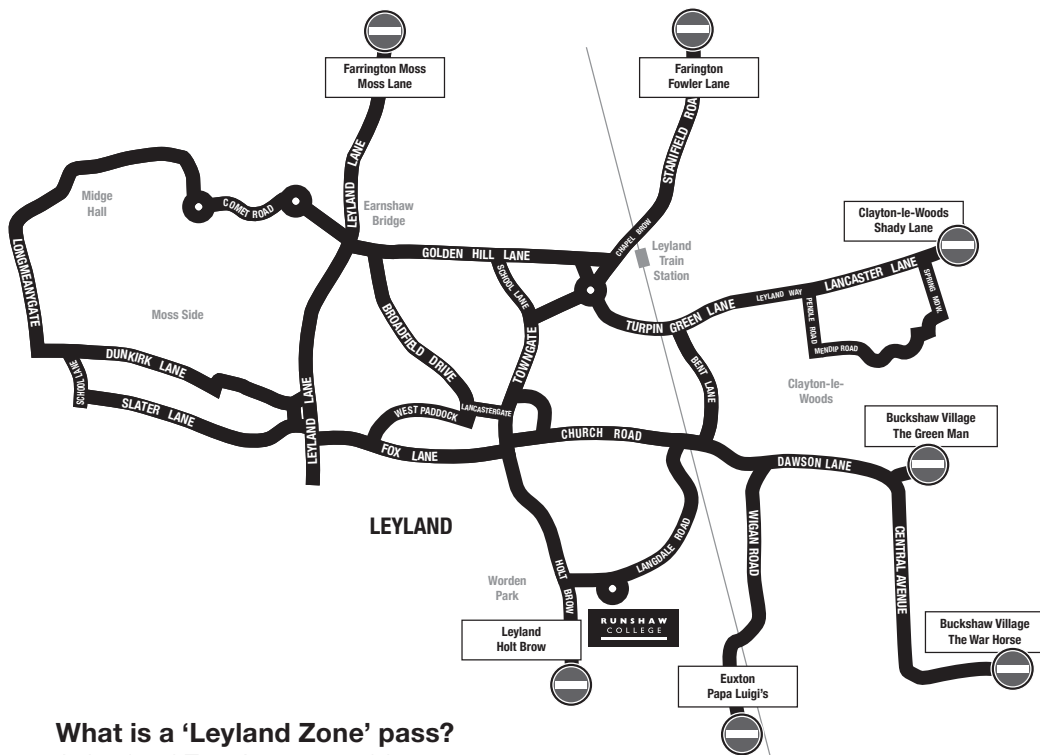 Farrington Moss
Moss Lane
Farington
Fowler Lane
STANIFIELD ROA
LEYLAND LANE
Midge
Hall
COMET ROAD
Earnshaw
Bridge
CHAPEL BROW
Clayton-le-Woods
Shady Lane
LONGMEANYGATE
GOLDEN HILL LANE
Leyland
Train
Station
SCHOOL LANE
LEYLAND WAY
LANCASTER LANE
SPRING MDW.
Moss Side
BROADFIELD DRIVE
TOWNGATE
TURPIN GREEN LANE
PENDLE ROAD
MENDIP ROAD
DUNKIRK LANE
SCHOOL LANE
BENT LANE
Clayton-le-
Woods
SLATER LANE
LEYLAND LANE
WEST PADDOCK
LANCASTERGATE
FOX LANE
CHURCH ROAD
Buckshaw Village
The Green Man
DAWSON LANE
LEYLAND
LANGDALE ROAD
WIGAN ROAD
CENTRAL AVENUE
Worden
Park
HOLT BROW
RUNSHAW
COLLEGE
Leyland
Holt Brow
Buckshaw Village
The War Horse
Euxton
Papa Luigi's
What is a ‘Leyland Zone’ pass?